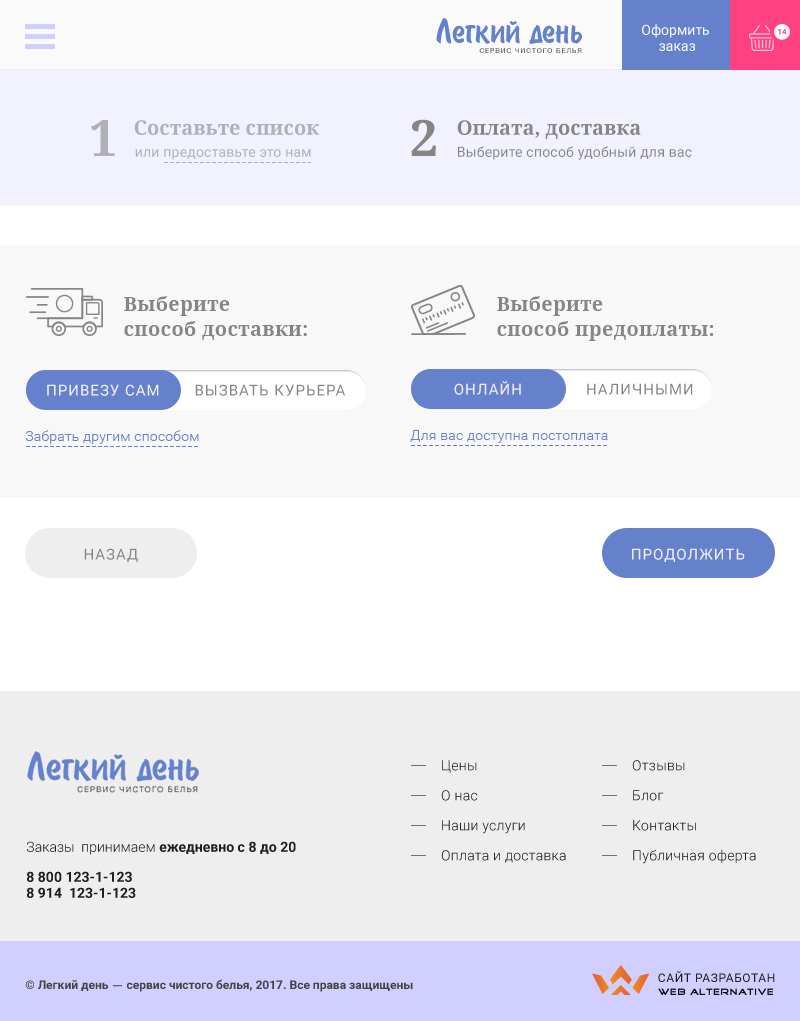 Легкий день
СЕРВИС ЧИСТОГО БЕЛЬЯ
Оформить
заказ
14
1
Составьте список
или предоставьте это нам
2
Оплата, доставка
Выберите способ удобный для вас
Выберите
способ доставки:
ПРИВЕЗУ САМ
ВЫЗВАТЬ КУРЬЕРА
Забрать другим способом
Выберите
способ предоплаты:
ОНЛАЙН
НАЛИЧНЫМИ
Для вас доступна постоплата
НАЗАД
ПРОДОЛЖИТЬ
Легкий день
СЕРВИС ЧИСТОГО БЕЛЬЯ
Заказы принимаем ежедневно с 8 до 20
8 800 123-1-123
8 914 123-1-123
— Цены
— О нас
— Наши услуги
— Оплата и доставка
— Отзывы
— Блог
— Контакты
— Публичная оферта
© Легкий день — сервис чистого белья, 2017. Все права защищены
САЙТ РАЗРАБОТАН
WEB ALTERNATIVE